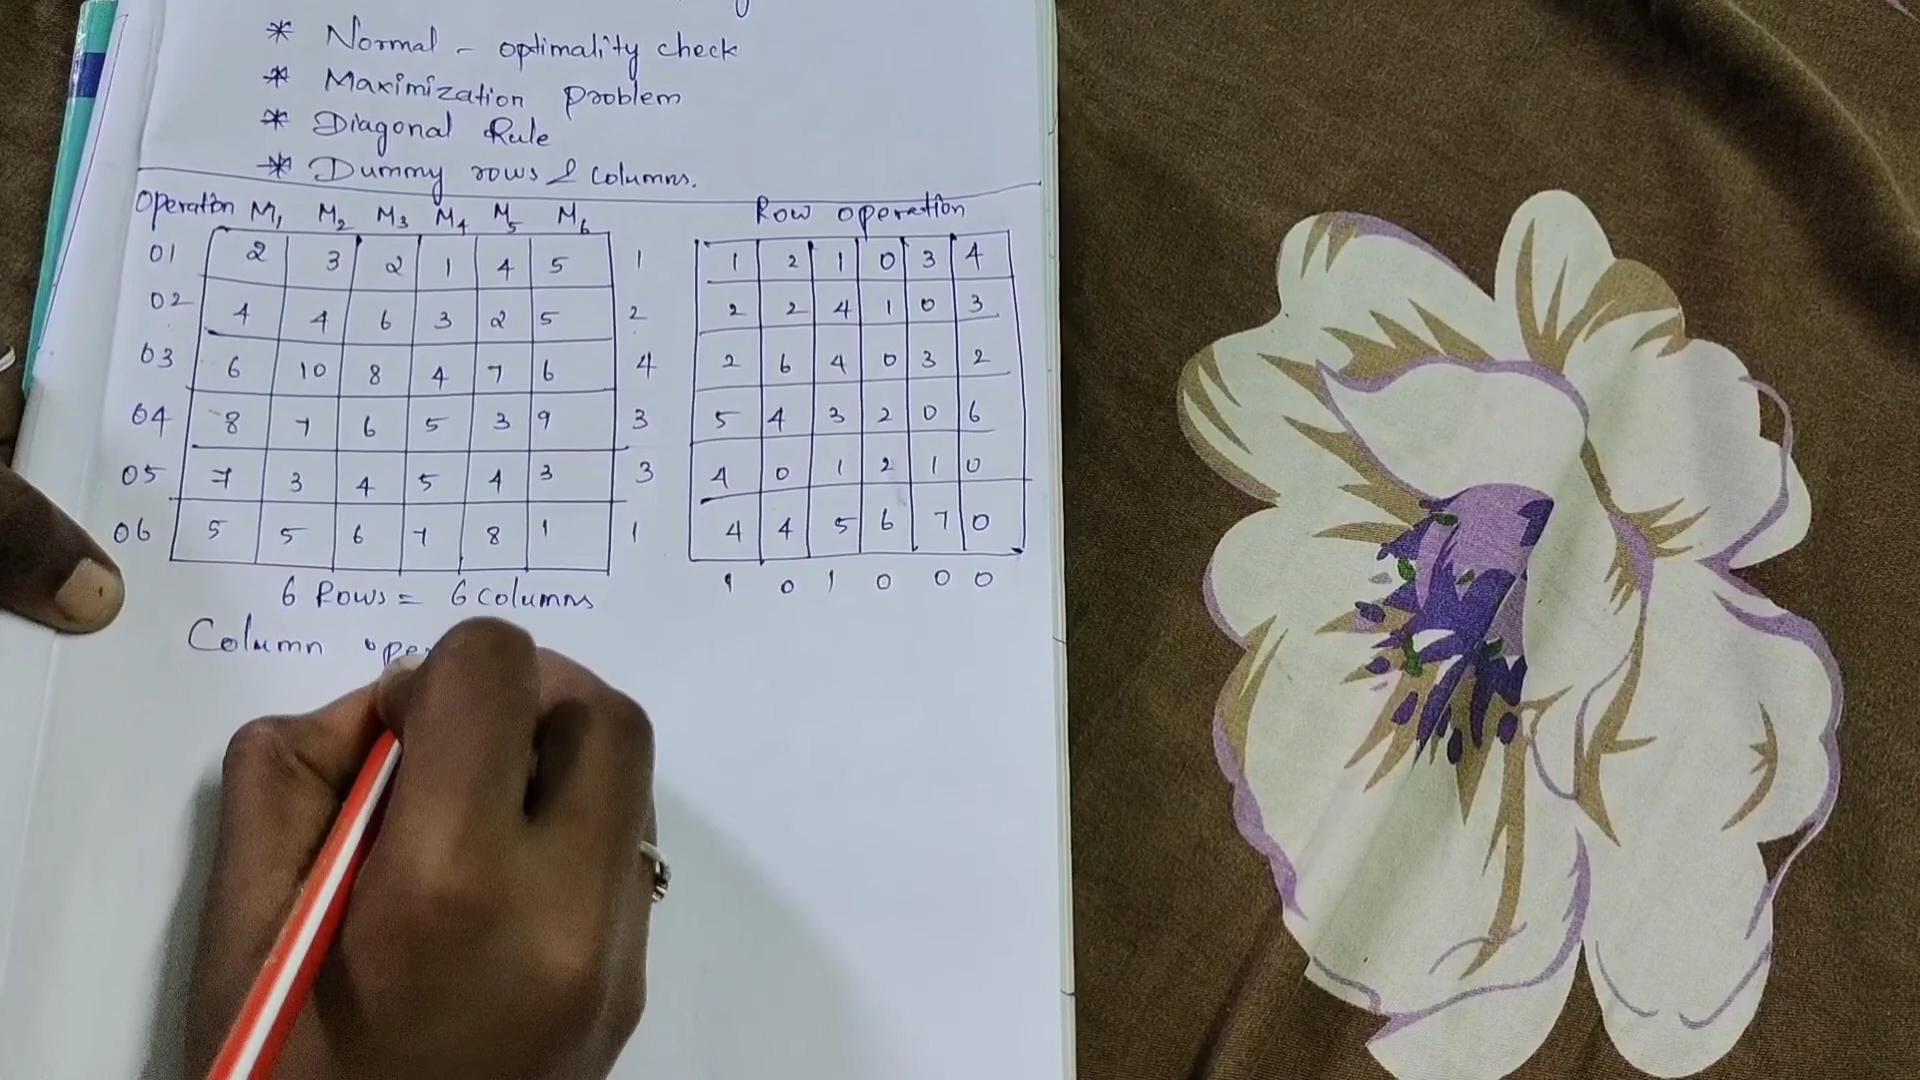 * Normal - optimality check
* Maximization problem
* Diagonal Rule
* Dummy rows & columns.
Operation M1 M2 M3 M4 M5 M6
01 2 3 2 1 4 5 1
02 4 4 6 3 2 5 2
03 6 10 8 4 7 6 4
04 8 7 6 5 3 9 3
05 7 3 4 5 4 3 3
06 5 5 6 7 8 1 1
6 Rows = 6 columns
Row operation
1 2 1 0 3 4
2 2 4 1 0 3
2 6 4 0 3 2
5 4 3 2 0 6
4 0 1 2 1 0
4 4 5 6 7 0
1 0 1 0 0 0
Column ope